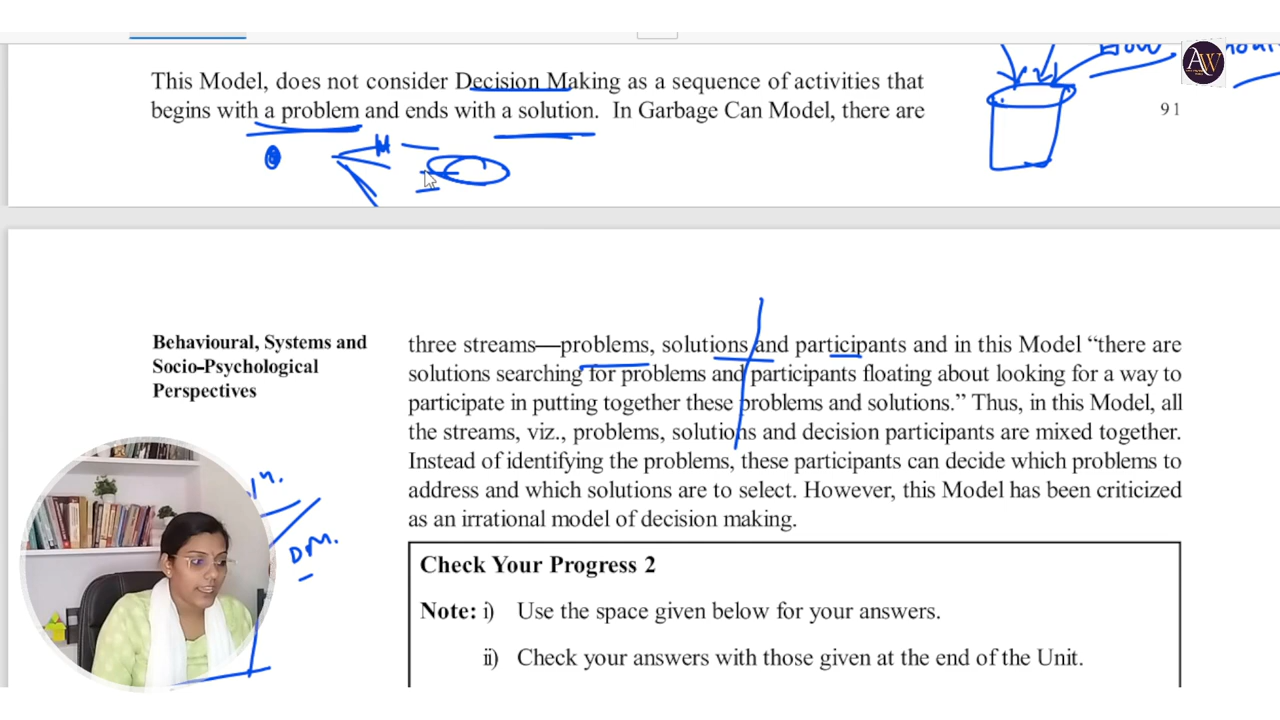 This Model, does not consider Decision Making as a sequence of activities that
begins with a problem and ends with a solution. In Garbage Can Model, there are
91
AW
Behavioural, Systems and
Socio-Psychological
Perspectives
three streams—problems, solutions and participants and in this Model “there are
solutions searching for problems and participants floating about looking for a way to
participate in putting together these problems and solutions.” Thus, in this Model, all
the streams, viz., problems, solutions and decision participants are mixed together.
Instead of identifying the problems, these participants can decide which problems to
address and which solutions are to select. However, this Model has been criticized
as an irrational model of decision making.
DM.
Check Your Progress 2
Note: i) Use the space given below for your answers.
ii) Check your answers with those given at the end of the Unit.